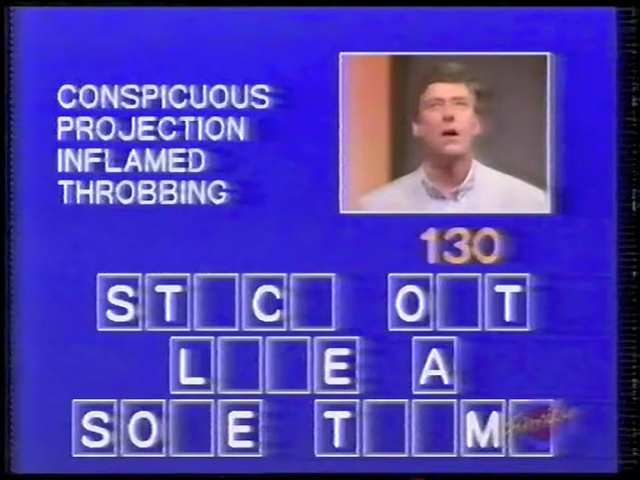 CONSPICUOUS
PROJECTION
INFLAMED
THROBBING
130
ST C  O T
L  E A
SO E T  M